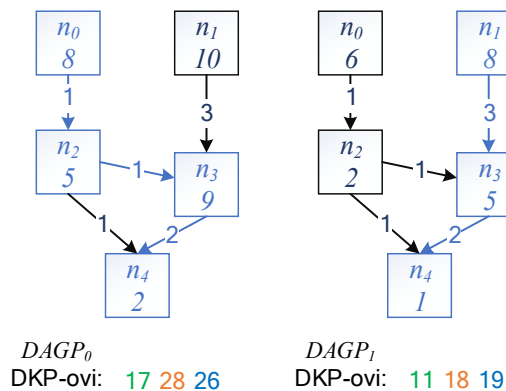 n0 n1 n0 n1
8 10 6 8
1 3 1 3
n2 n2
5 1 n3 2 1 n3
9 5
1 2 1 2
n4 n4
2 1
DAGP0 DAGP1
DKP-ovi: 17 28 26 DKP-ovi: 11 18 19